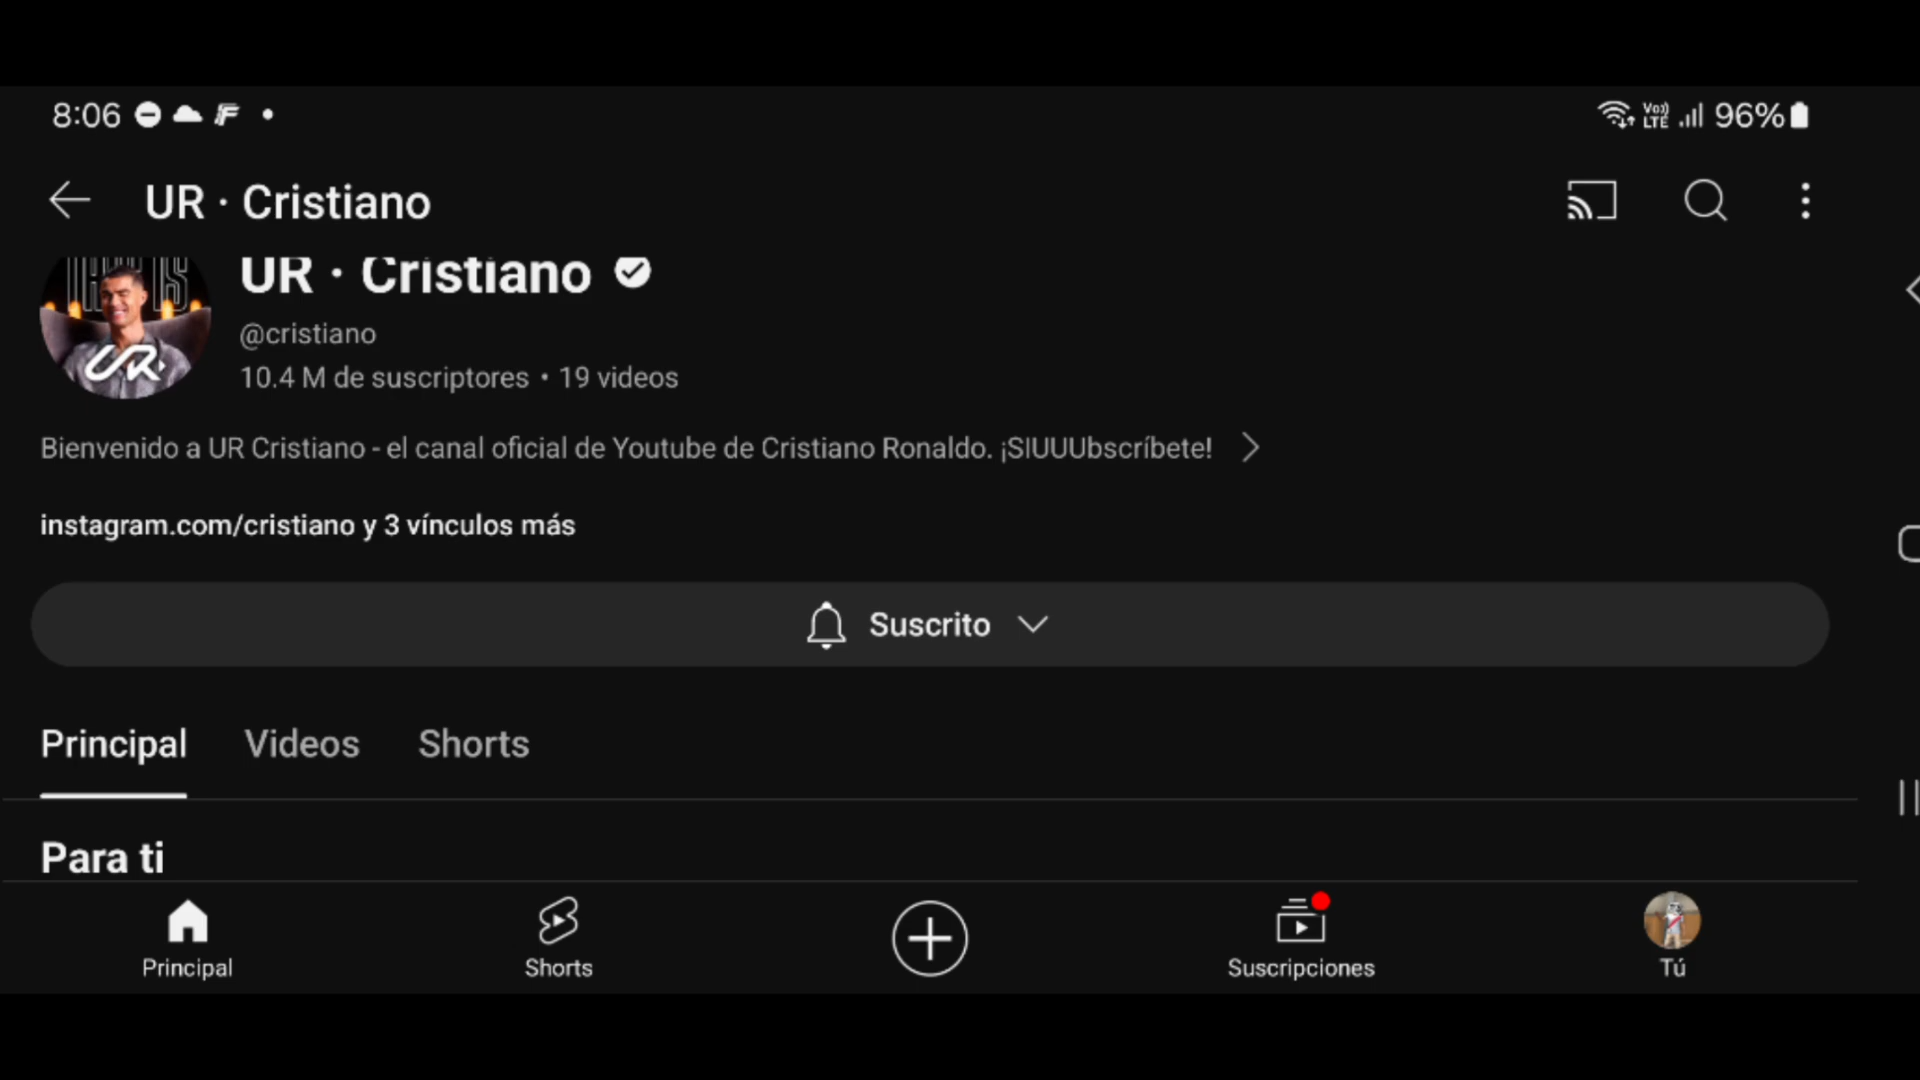 8:06
Vo)) LTE 96%
UR · Cristiano
UR · Cristiano
@cristiano
10.4 M de suscriptores • 19 videos
Bienvenido a UR Cristiano - el canal oficial de Youtube de Cristiano Ronaldo. ¡SIUUUbscríbete!
instagram.com/cristiano y 3 vínculos más
Suscrito
Principal Videos Shorts
Para ti
Principal Shorts Suscripciones Tú